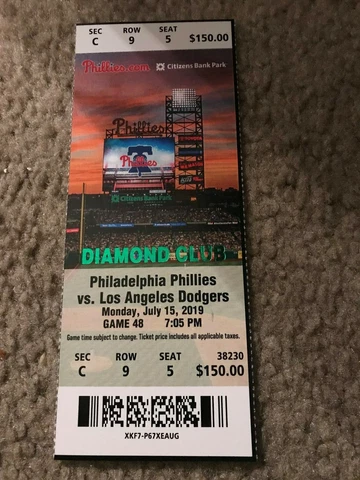 SEC ROW SEAT
C 9 5 $150.00
Phillies.com Citizens Bank Park
Phillies
Phillies
Citizens Bank Park
DIAMOND CLUB
Philadelphia Phillies
vs. Los Angeles Dodgers
Monday, July 15, 2019
GAME 48 7:05 PM
Game time subject to change. Ticket price includes all applicable taxes.
SEC ROW SEAT 38230
C 9 5 $150.00
XKF7-P67XEAUG